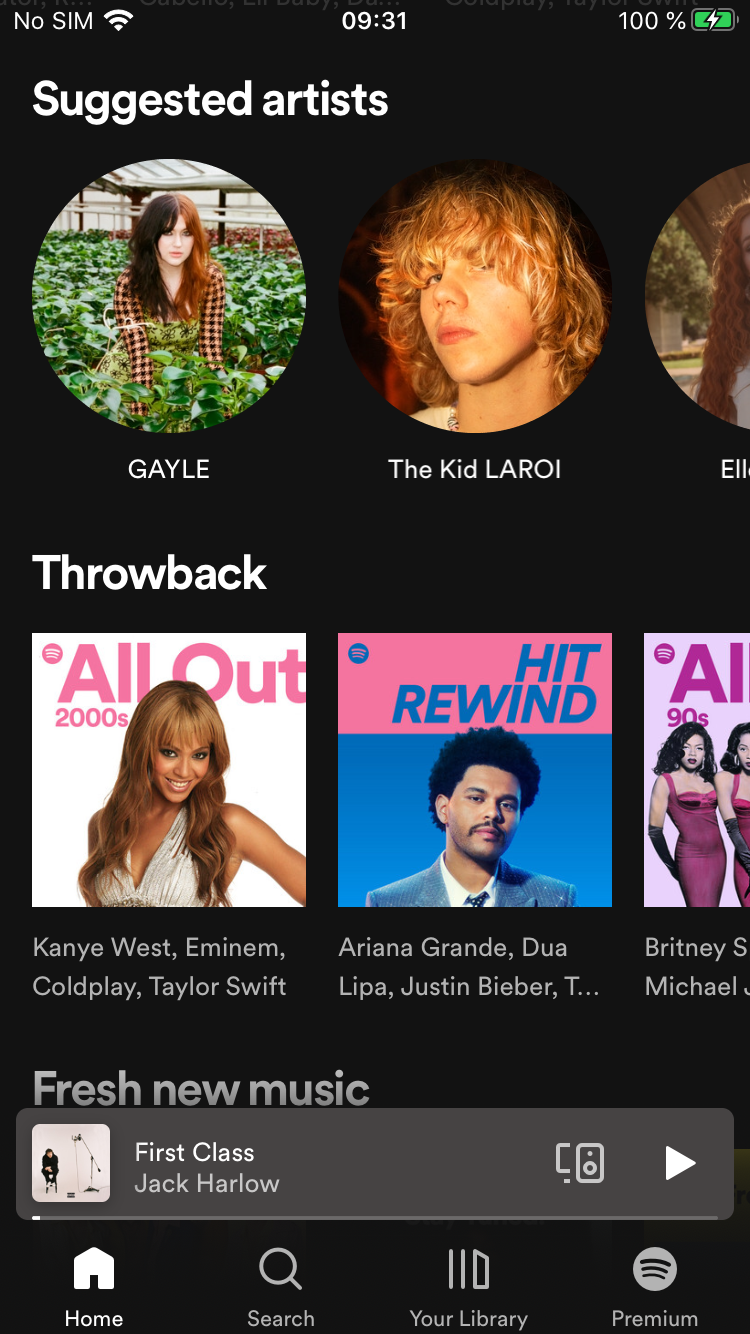 No SIM 09:31 100 %
Suggested artists
GAYLE
The Kid LAROI
Throwback
All Out
2000s
HIT
REWIND
All
90s
Kanye West, Eminem,
Coldplay, Taylor Swift
Ariana Grande, Dua
Lipa, Justin Bieber, T...
Britney S
Michael J
Fresh new music
First Class
Jack Harlow
Home
Search
Your Library
Premium